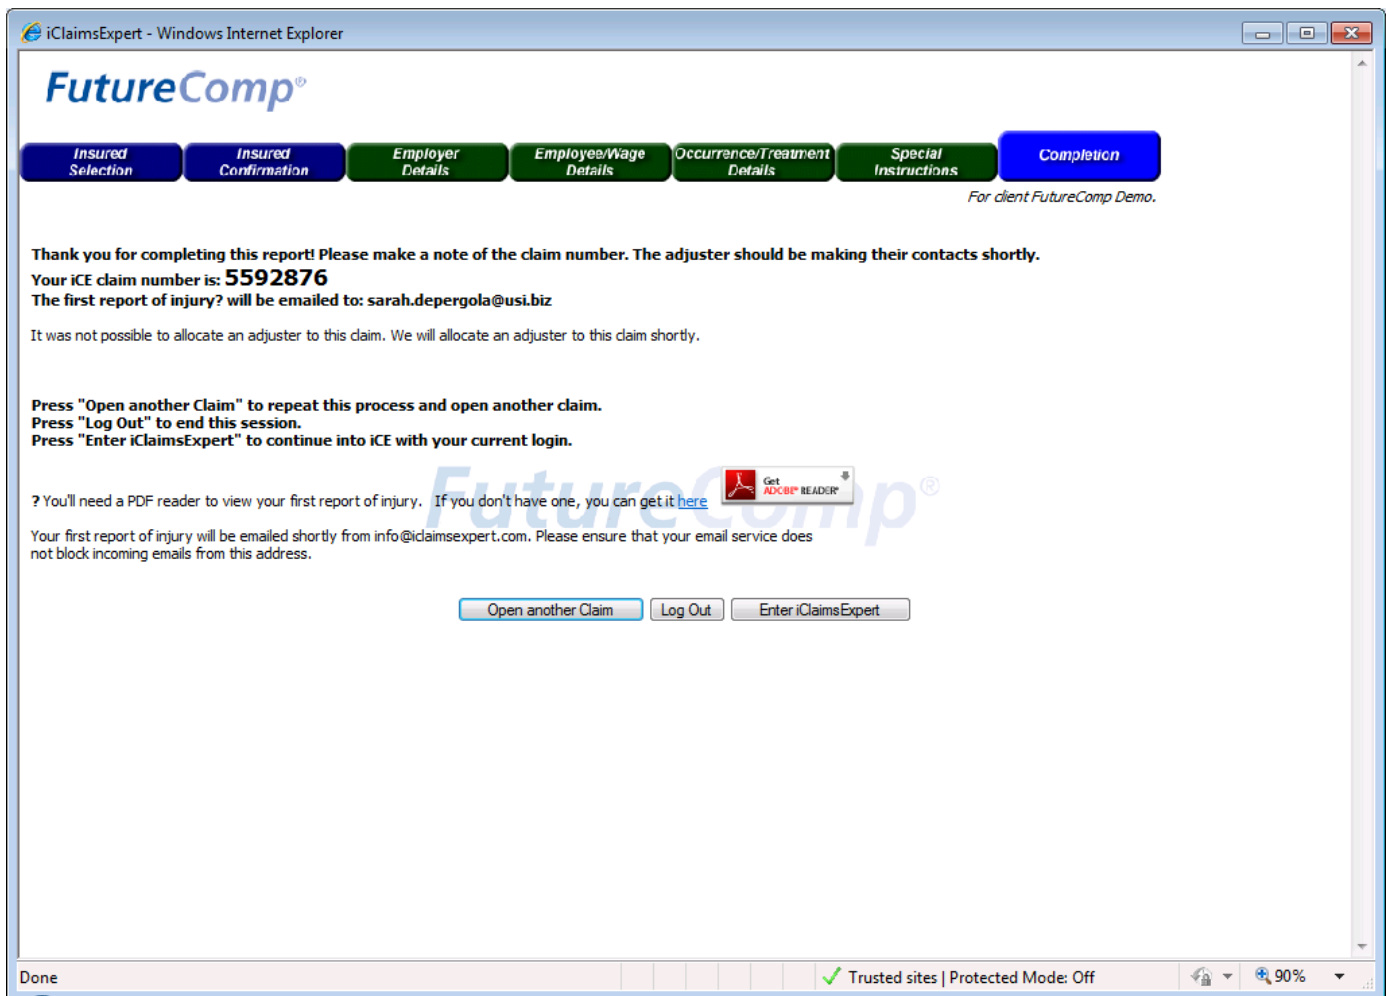 iClaimsExpert - Windows Internet Explorer
FutureComp®
Insured Selection
Insured Confirmation
Employer Details
Employee/Wage Details
Occurrence/Treatment Details
Special Instructions
Completion
For client FutureComp Demo.
Thank you for completing this report! Please make a note of the claim number. The adjuster should be making their contacts shortly.
Your iCE claim number is: 5592876
The first report of injury? will be emailed to: sarah.depergola@usi.biz
It was not possible to allocate an adjuster to this claim. We will allocate an adjuster to this claim shortly.
Press "Open another Claim" to repeat this process and open another claim.
Press "Log Out" to end this session.
Press "Enter iClaimsExpert" to continue into iCE with your current login.
FutureComp®
? You'll need a PDF reader to view your first report of injury. If you don't have one, you can get it here
Get
ADOBE® READER®
Your first report of injury will be emailed shortly from info@iclaimsexpert.com. Please ensure that your email service does
not block incoming emails from this address.
Open another Claim
Log Out
Enter iClaimsExpert
Done
Trusted sites | Protected Mode: Off
90%